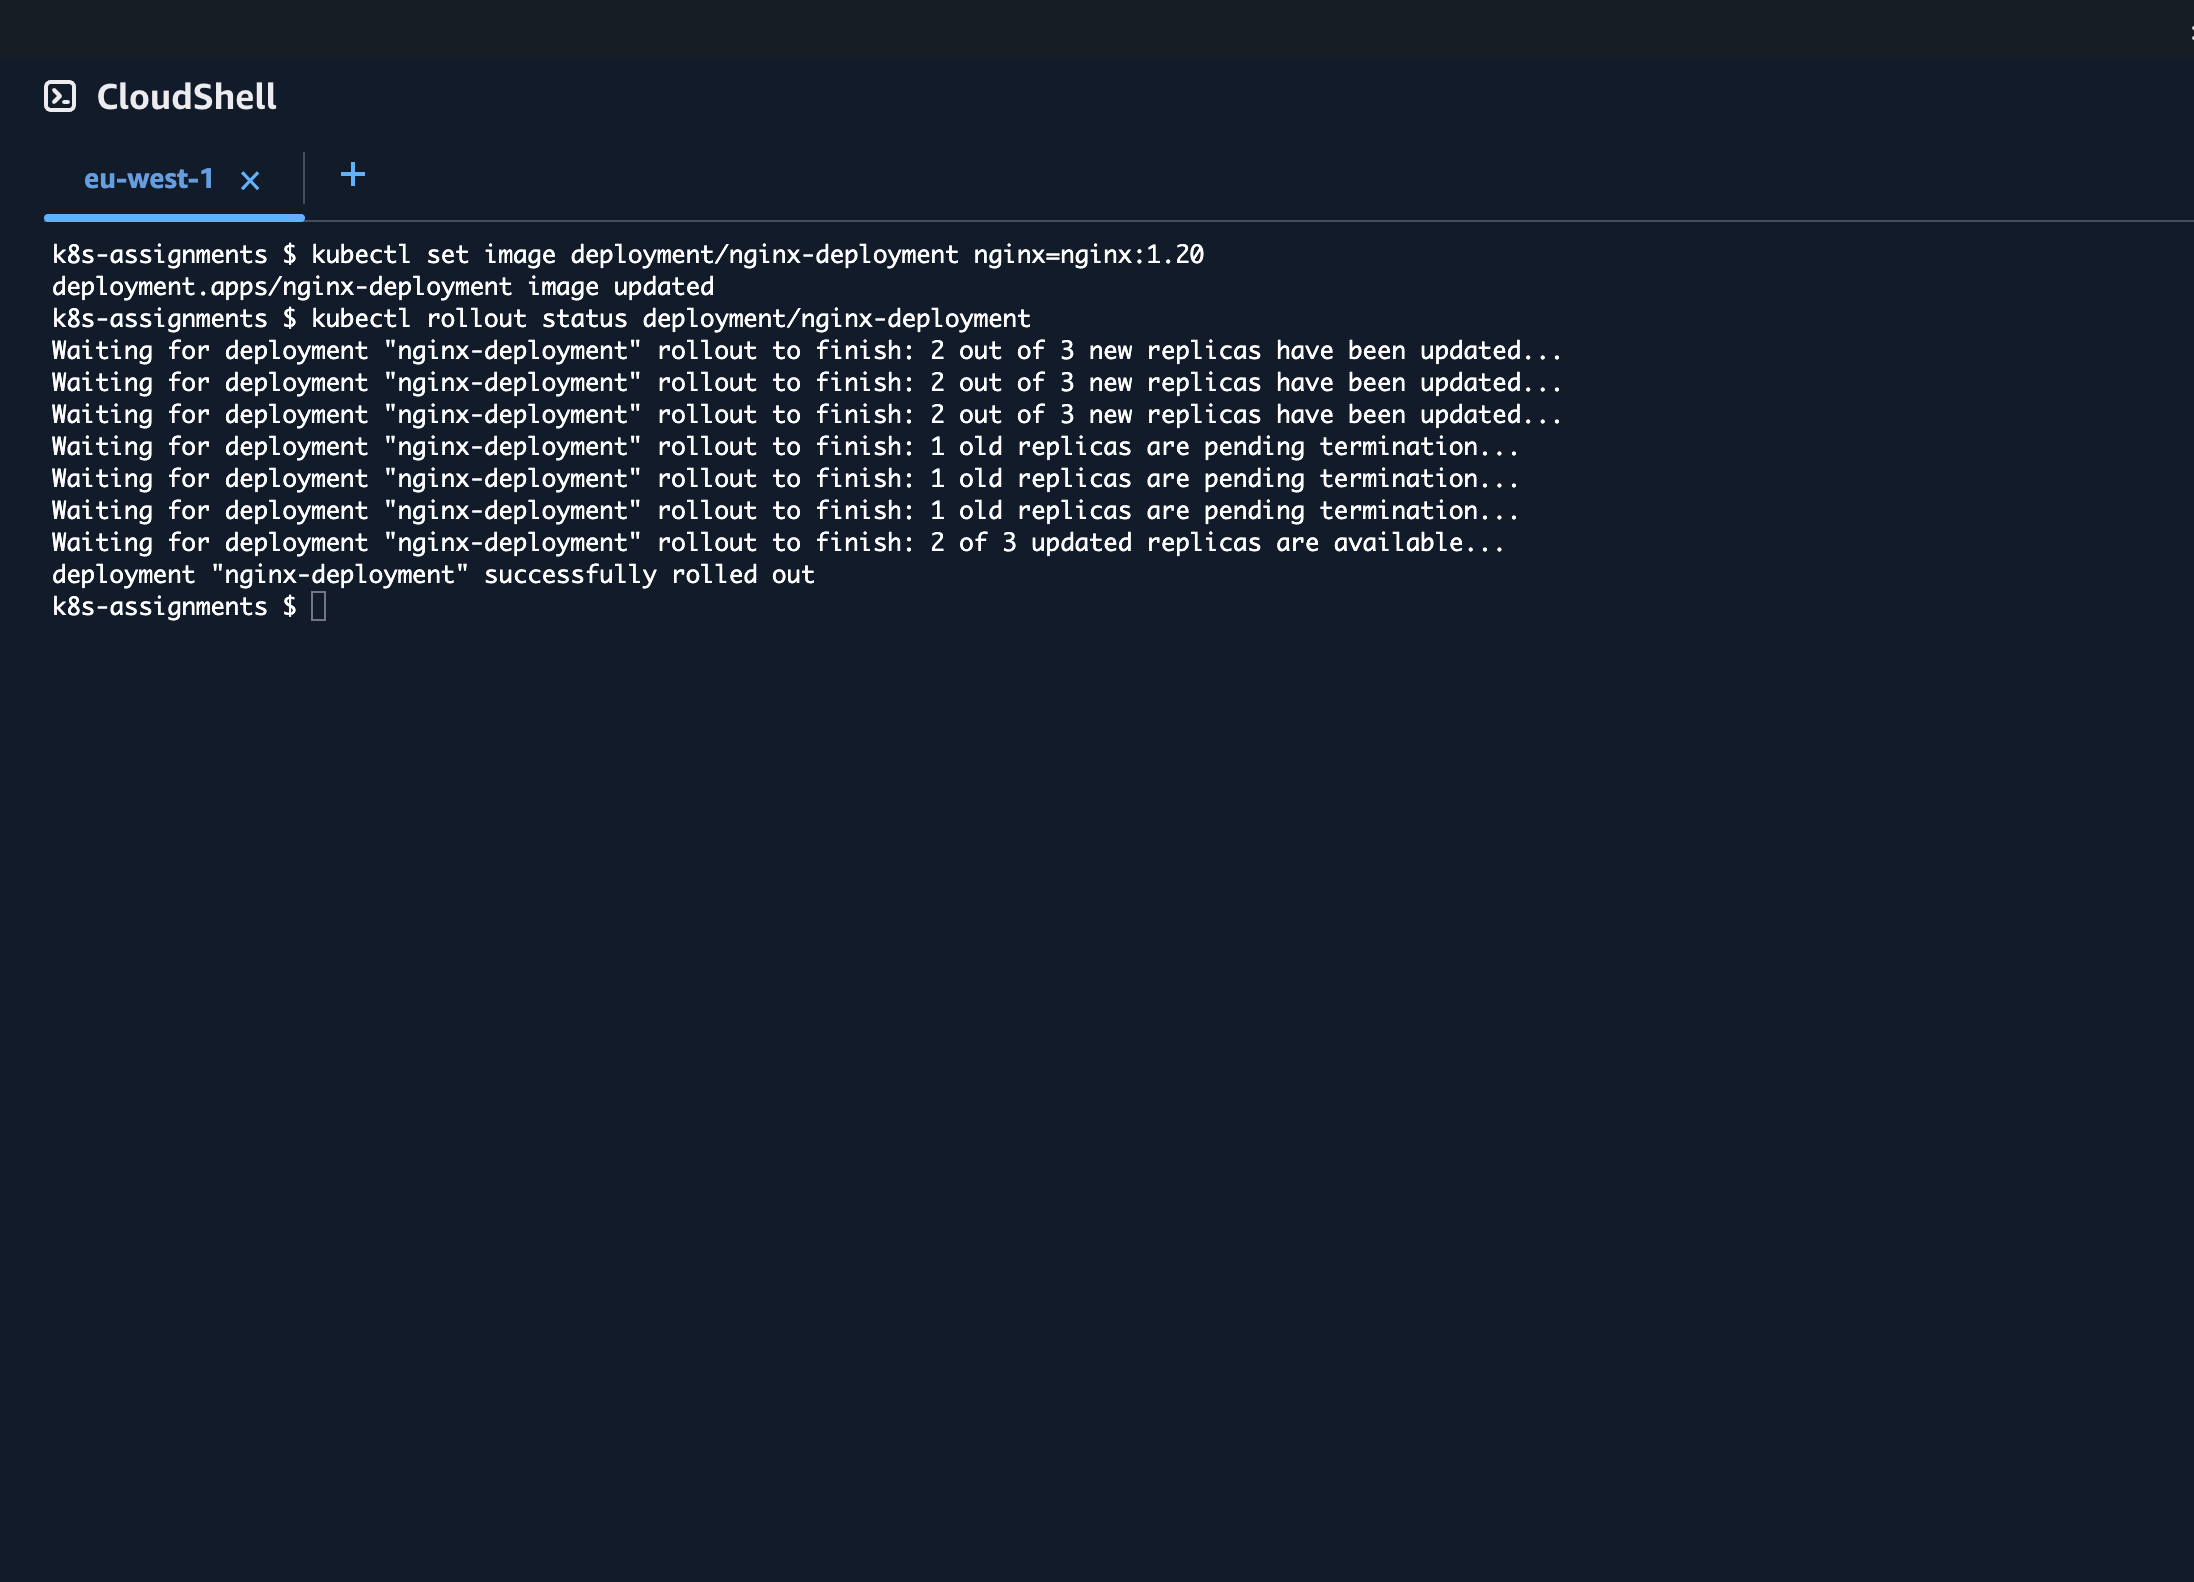 CloudShell
eu-west-1
k8s-assignments $ kubectl set image deployment/nginx-deployment nginx=nginx:1.20
deployment.apps/nginx-deployment image updated
k8s-assignments $ kubectl rollout status deployment/nginx-deployment
Waiting for deployment "nginx-deployment" rollout to finish: 2 out of 3 new replicas have been updated...
Waiting for deployment "nginx-deployment" rollout to finish: 2 out of 3 new replicas have been updated...
Waiting for deployment "nginx-deployment" rollout to finish: 2 out of 3 new replicas have been updated...
Waiting for deployment "nginx-deployment" rollout to finish: 1 old replicas are pending termination...
Waiting for deployment "nginx-deployment" rollout to finish: 1 old replicas are pending termination...
Waiting for deployment "nginx-deployment" rollout to finish: 1 old replicas are pending termination...
Waiting for deployment "nginx-deployment" rollout to finish: 2 of 3 updated replicas are available...
deployment "nginx-deployment" successfully rolled out
k8s-assignments $